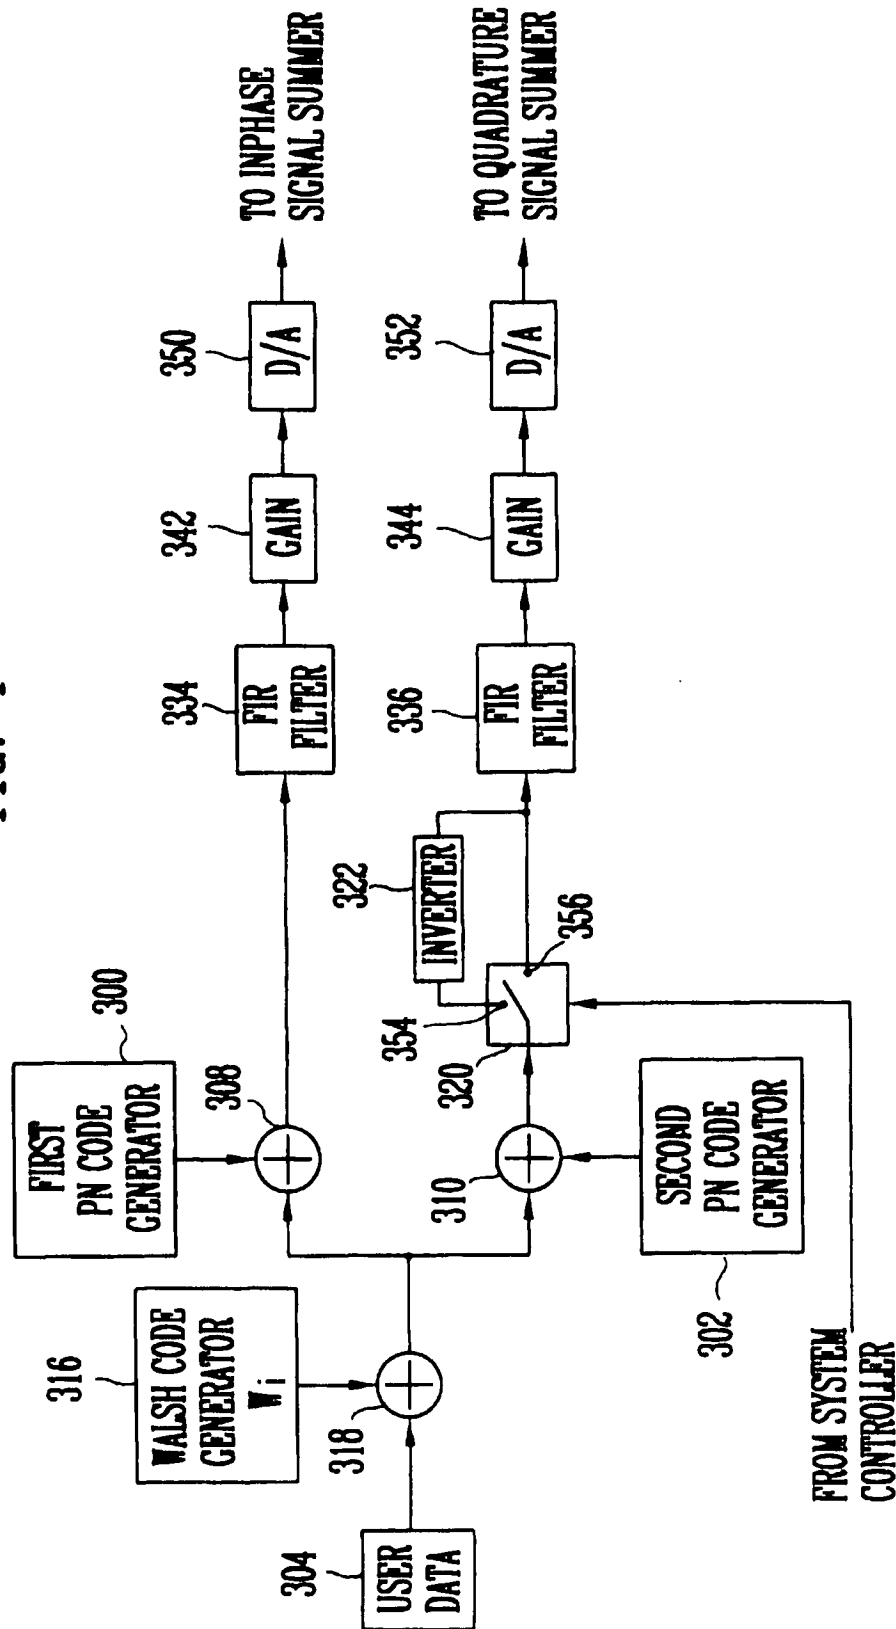 FIG.
FIRST
PN CODE
GENERATOR
300
316
WALSH CODE
GENERATOR
Wi
308
334
FIR
FILTER
342
GAIN
350
D/A
TO INPHASE
SIGNAL SUMMER
304
USER
DATA
318
322
INVERTER
310
320
354
356
336
FIR
FILTER
344
GAIN
352
D/A
TO QUADRATURE
SIGNAL SUMMER
SECOND
PN CODE
GENERATOR
302
FROM SYSTEM
CONTROLLER